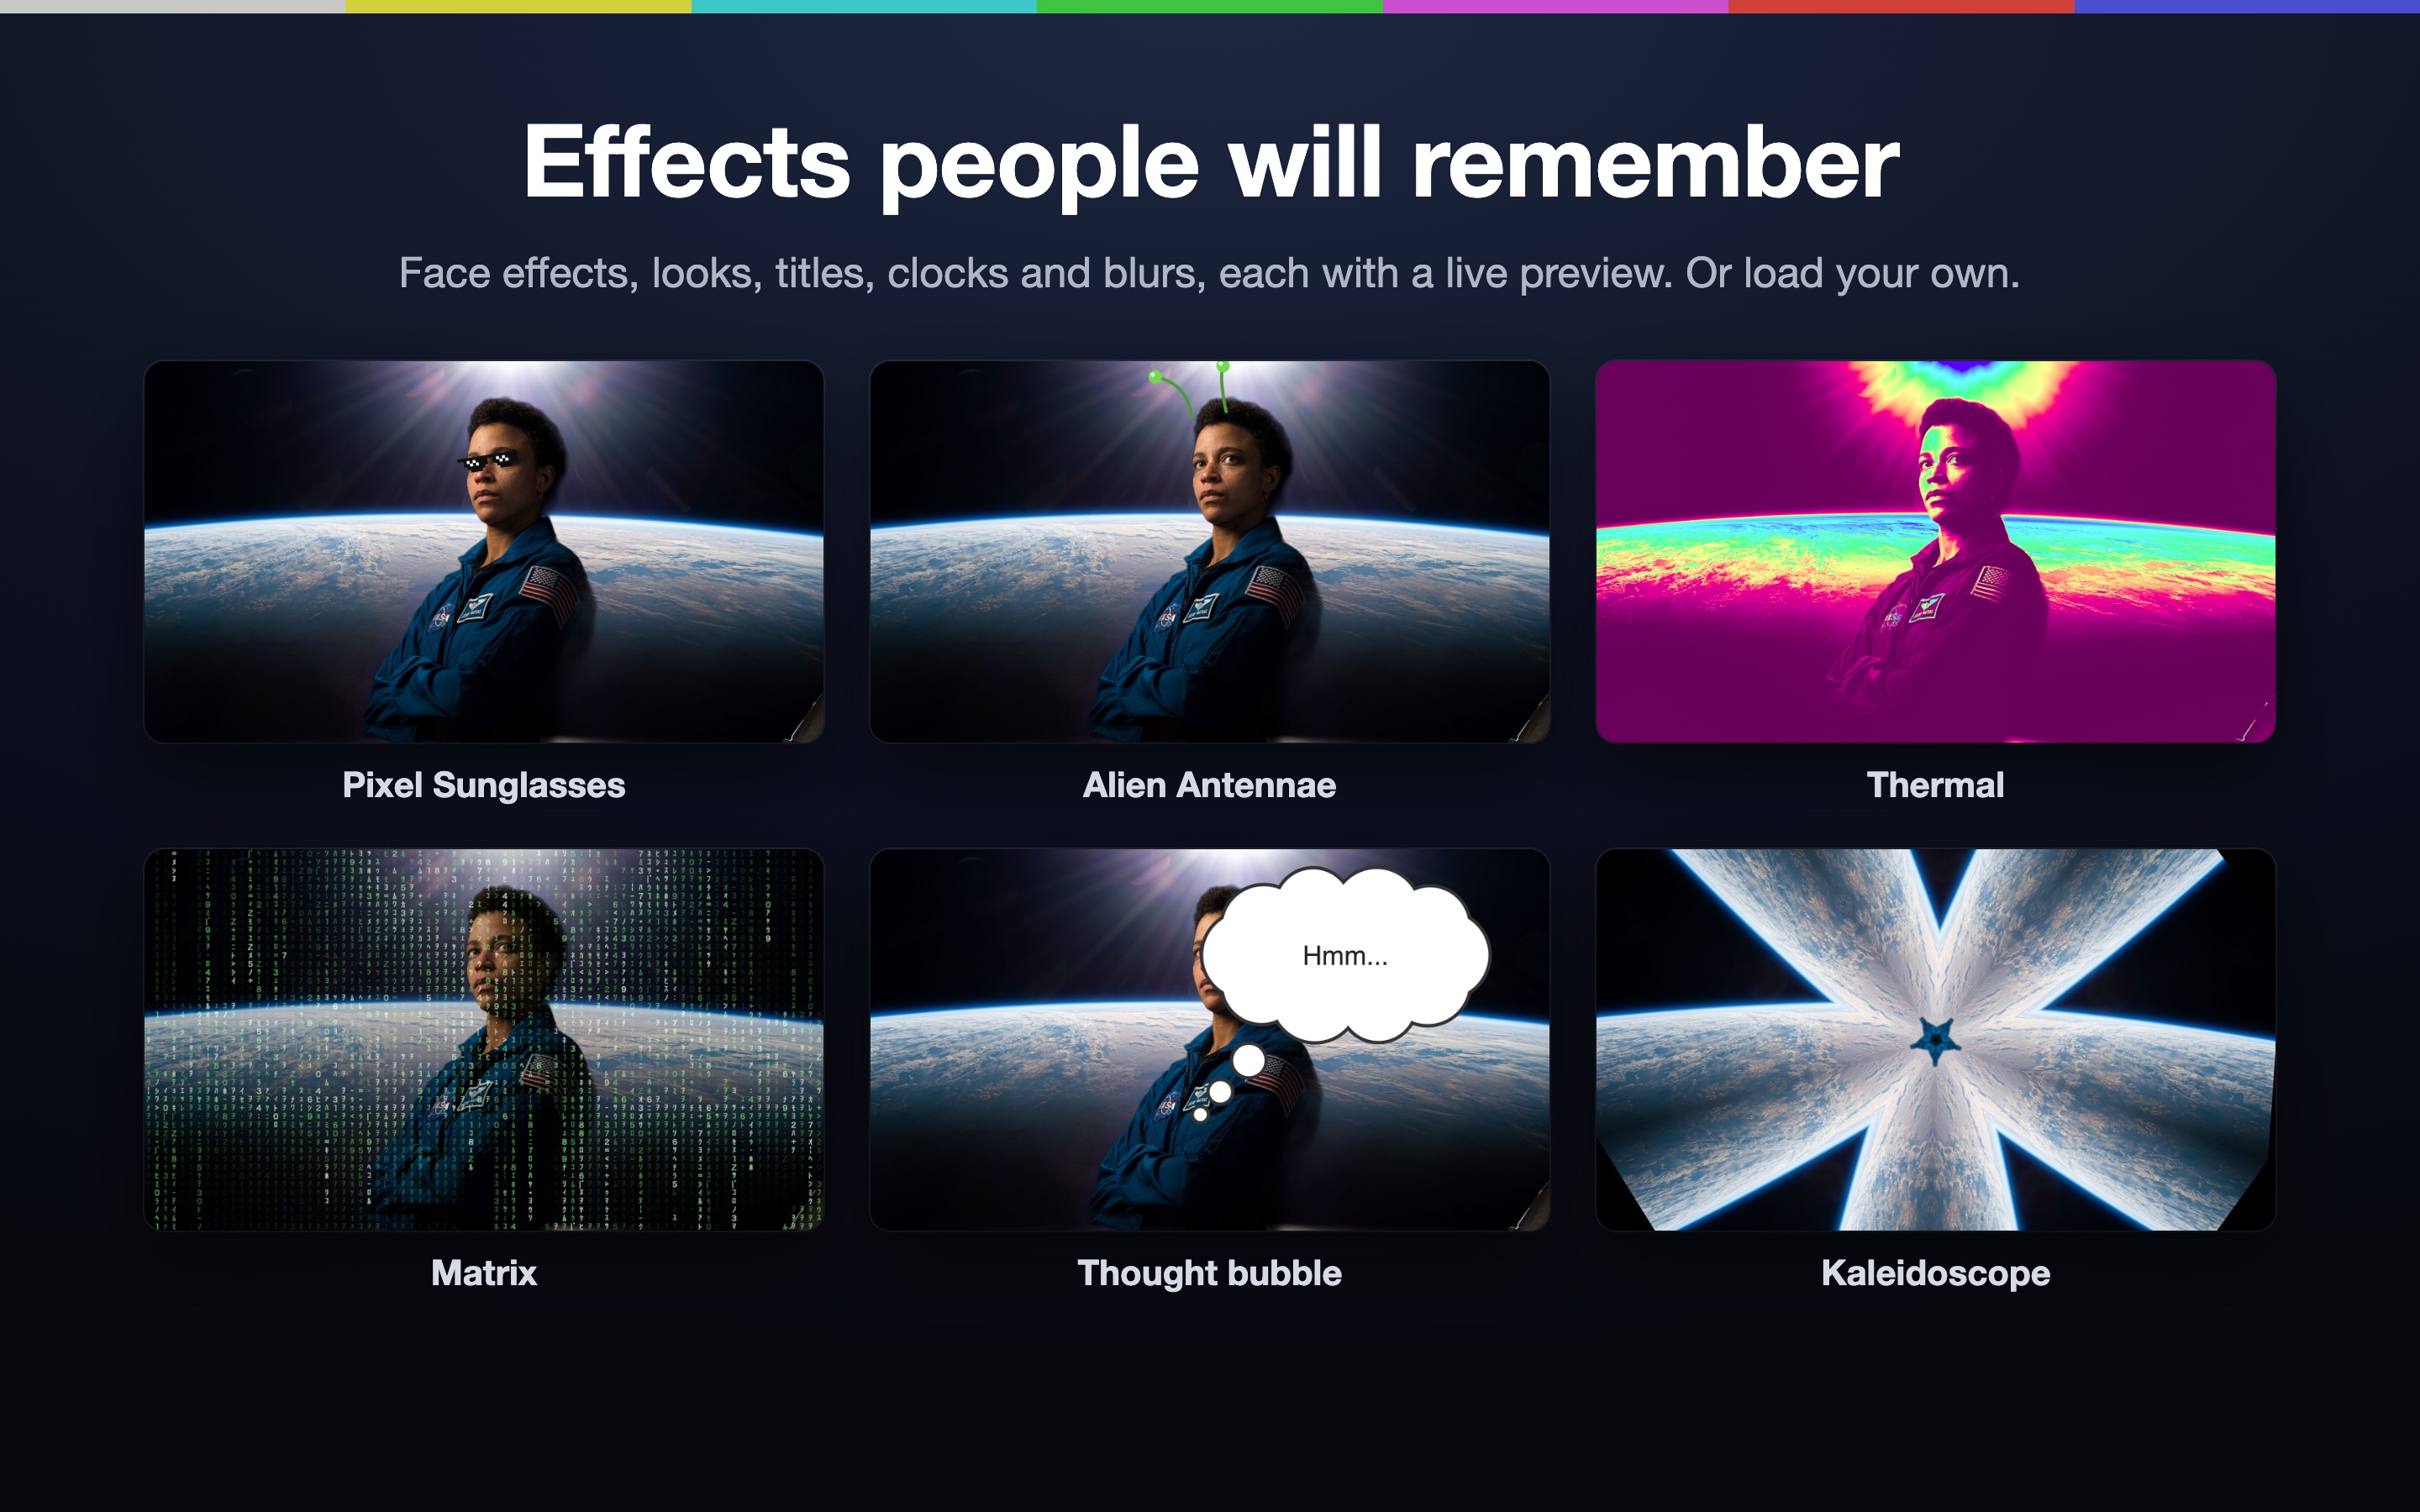 Effects people will remember
Face effects, looks, titles, clocks and blurs, each with a live preview. Or load your own.
Pixel Sunglasses
Alien Antennae
Thermal
Hmm...
Matrix
Thought bubble
Kaleidoscope